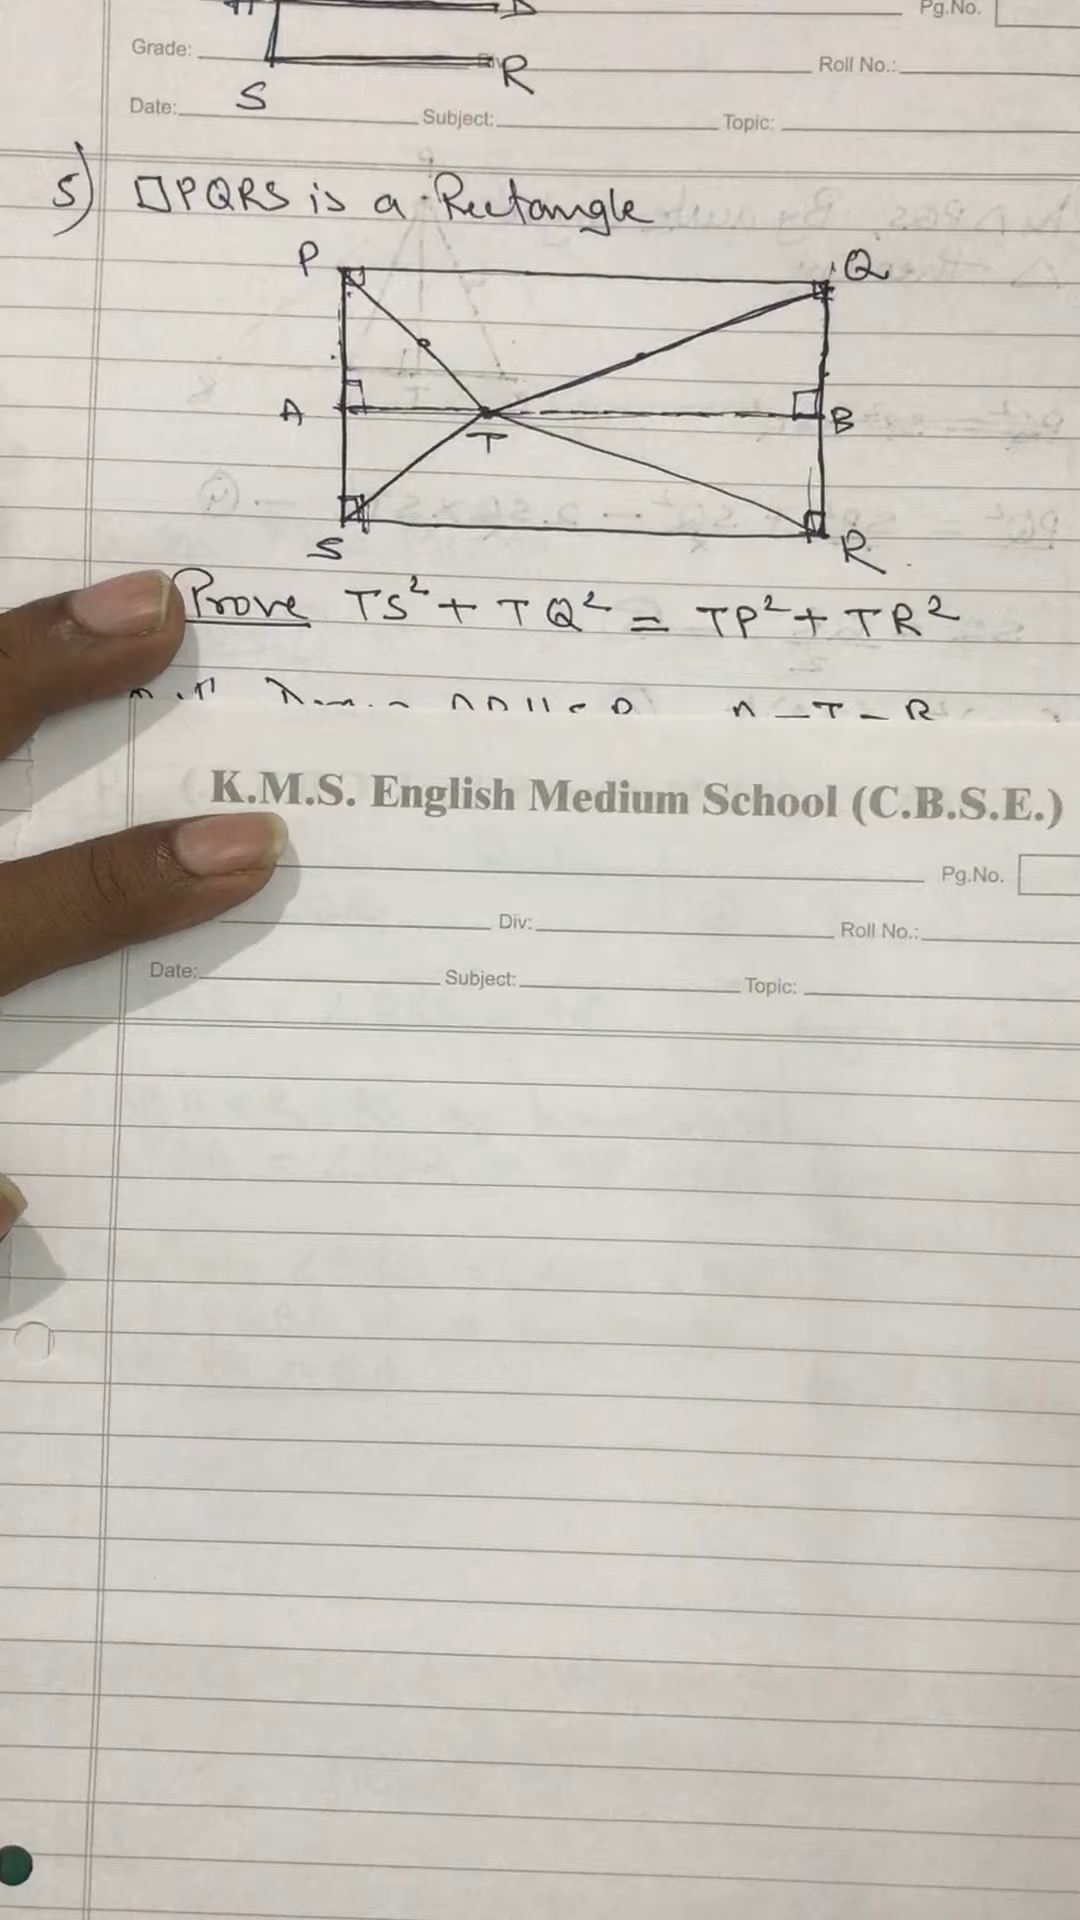 Pg.No.
Grade:
R
Roll No.:
S
Date:
Subject:
Topic:
5) □PQRS is a Rectangle
P
Q
A
T
B
S
R
Prove TS² + TQ² = TP² + TR²
K.M.S. English Medium School (C.B.S.E.)
Pg.No.
Div:
Roll No.:
Date:
Subject:
Topic: